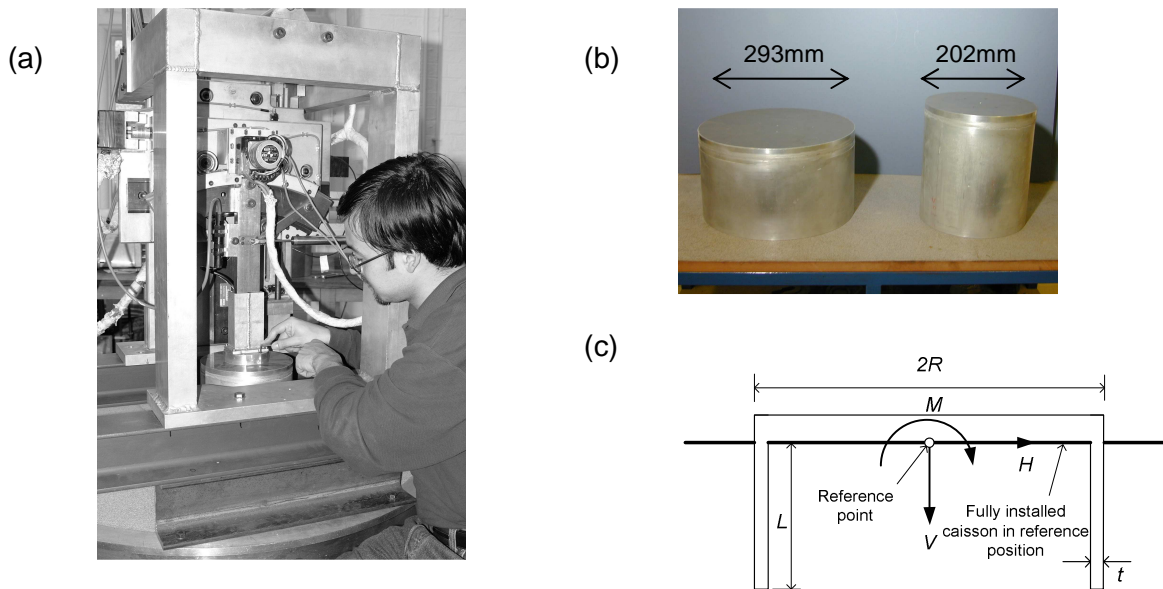 (a)
(b)
293mm
202mm
(c)
2R
M
H
Reference
point
Fully installed
caisson in reference
position
L
V
t